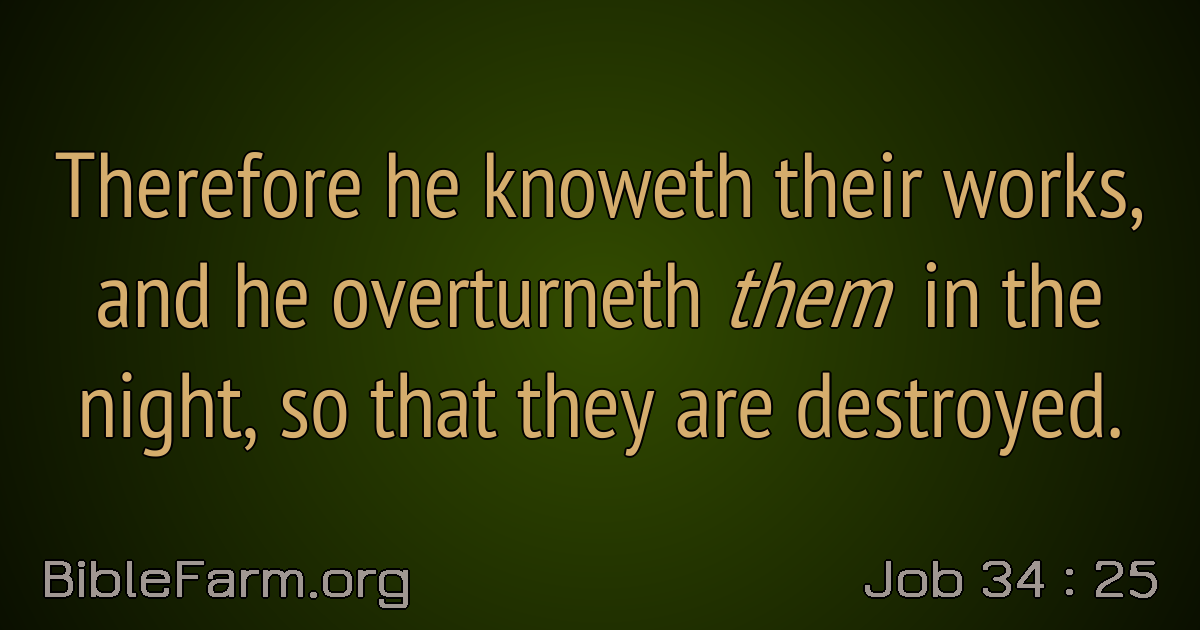 Therefore he knoweth their works,
and he overturneth them in the
night, so that they are destroyed.
BibleFarm.org
Job 34 : 25